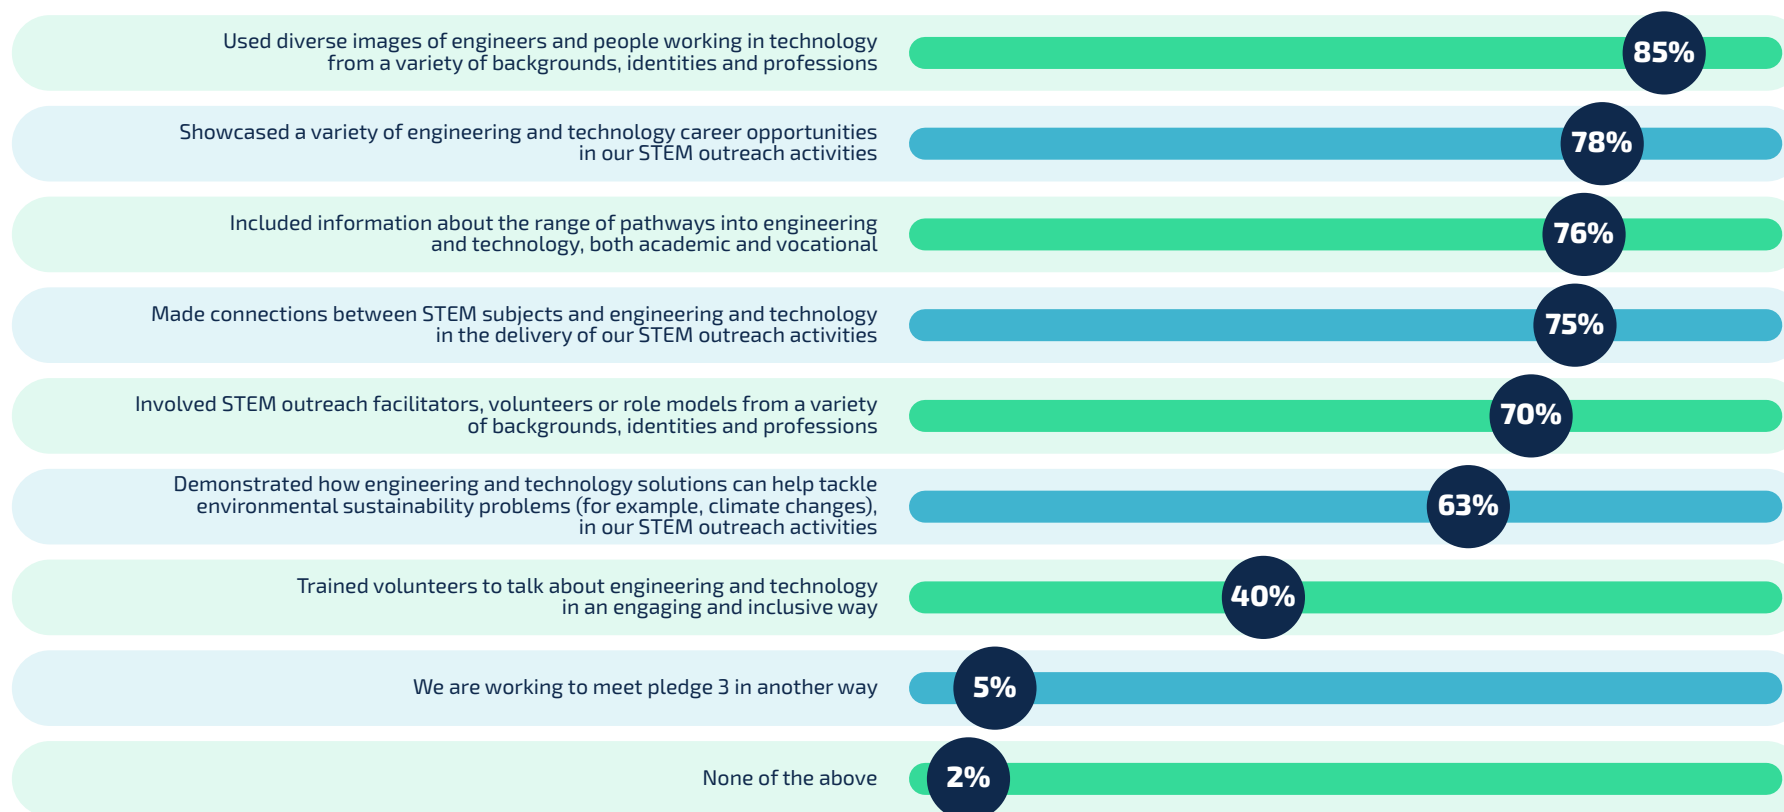 Used diverse images of engineers and people working in technology
from a variety of backgrounds, identities and professions
85%
Showcased a variety of engineering and technology career opportunities
in our STEM outreach activities
78%
Included information about the range of pathways into engineering
and technology, both academic and vocational
76%
Made connections between STEM subjects and engineering and technology
in the delivery of our STEM outreach activities
75%
Involved STEM outreach facilitators, volunteers or role models from a variety
of backgrounds, identities and professions
70%
Demonstrated how engineering and technology solutions can help tackle
environmental sustainability problems (for example, climate changes),
in our STEM outreach activities
63%
Trained volunteers to talk about engineering and technology
in an engaging and inclusive way
40%
We are working to meet pledge 3 in another way
5%
None of the above
2%